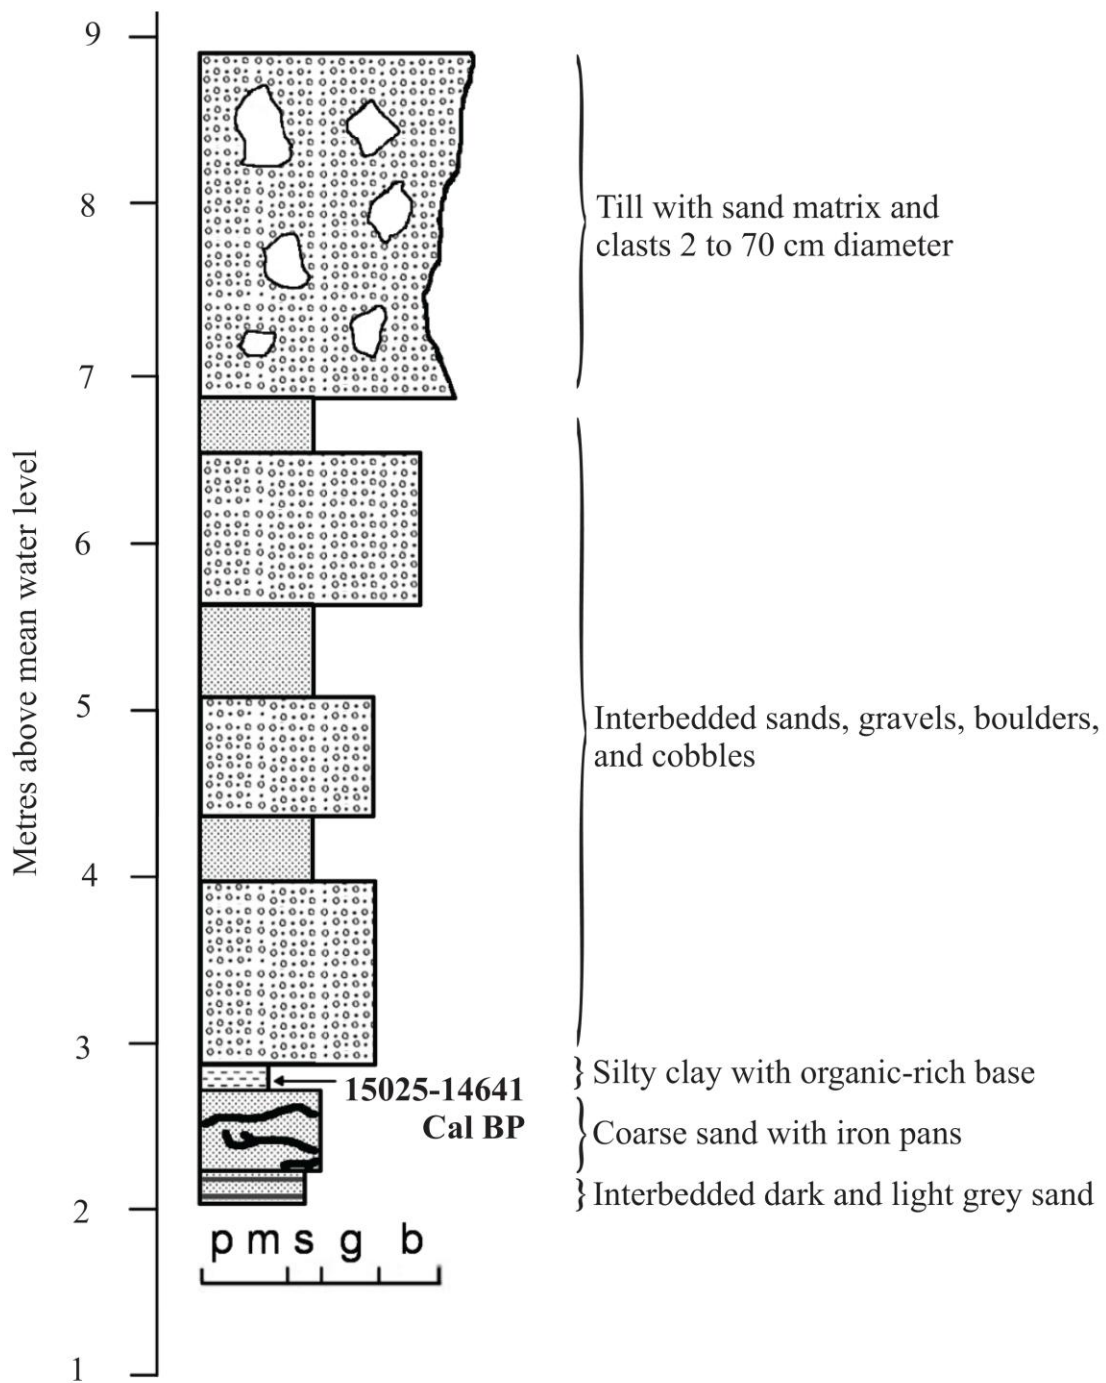 Metres above mean water level
9
8
7
6
5
4
3
2
1
Till with sand matrix and
clasts 2 to 70 cm diameter
Interbedded sands, gravels, boulders,
and cobbles
Silty clay with organic-rich base
15025-14641
Cal BP
Coarse sand with iron pans
Interbedded dark and light grey sand
p m s g b